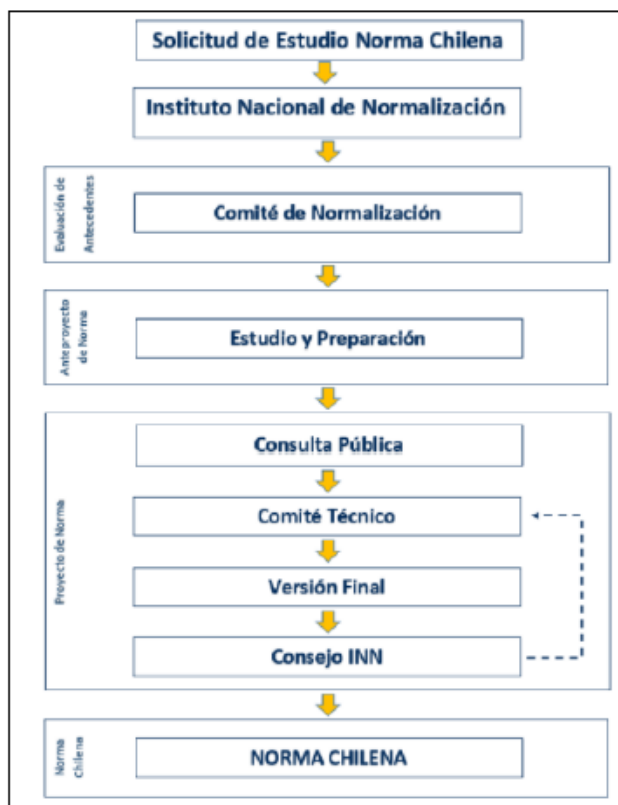 Solicitud de Estudio Norma Chilena
Instituto Nacional de Normalización
Evaluación de
Antecedentes
Comité de Normalización
Anteproyecto
de Norma
Estudio y Preparación
Proyecto de Norma
Consulta Pública
Comité Técnico
Versión Final
Consejo INN
Norma
Chilena
NORMA CHILENA